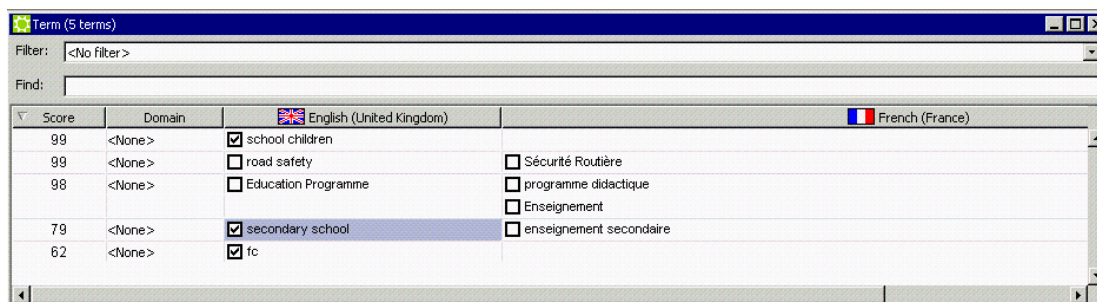 Term (5 terms)
Filter: <No filter>
Find:
Score Domain English (United Kingdom) French (France)
99 <None> school children
99 <None> road safety Sécurité Routière
98 <None> Education Programme programme didactique
Enseignement
79 <None> secondary school enseignement secondaire
62 <None> fc